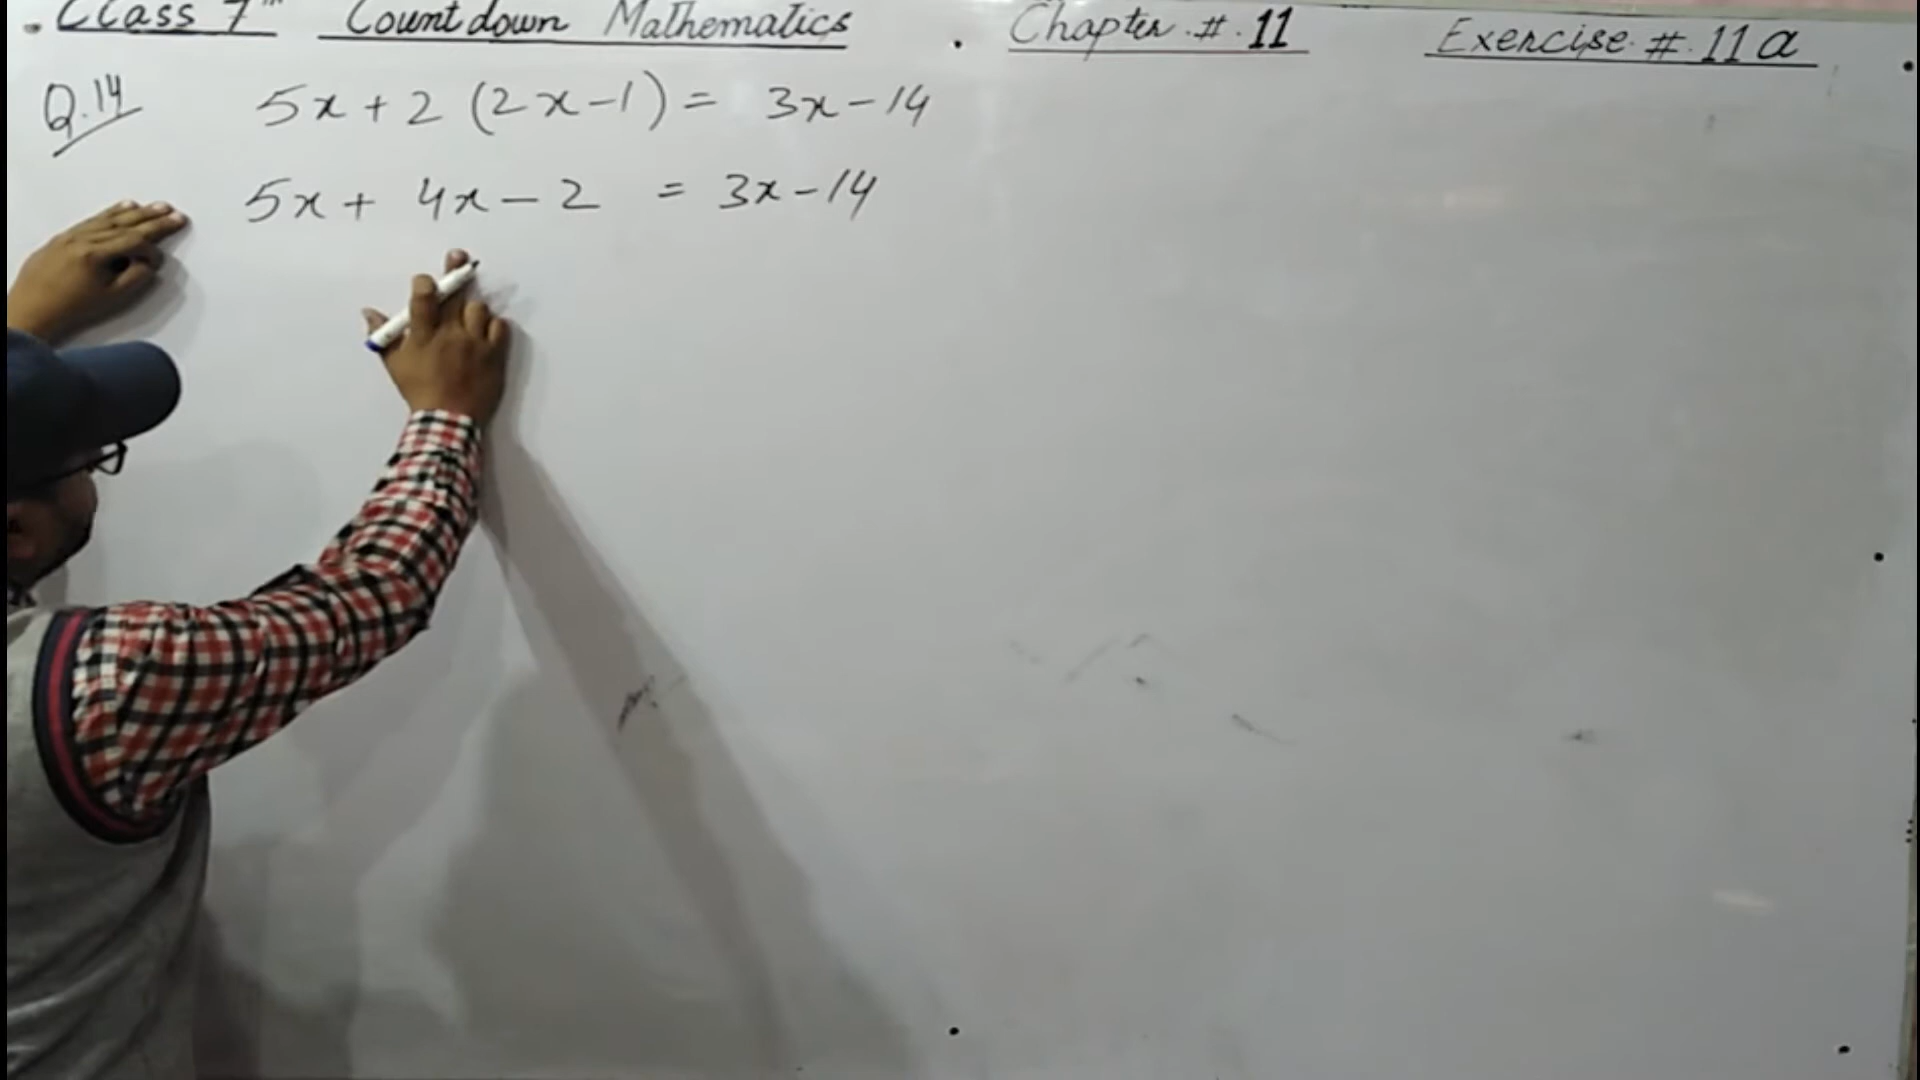 Class 7th Countdown Mathematics . Chapter # 11 Exercise # 11a
Q.14 5x + 2 (2x - 1) = 3x - 14
5x + 4x - 2 = 3x - 14